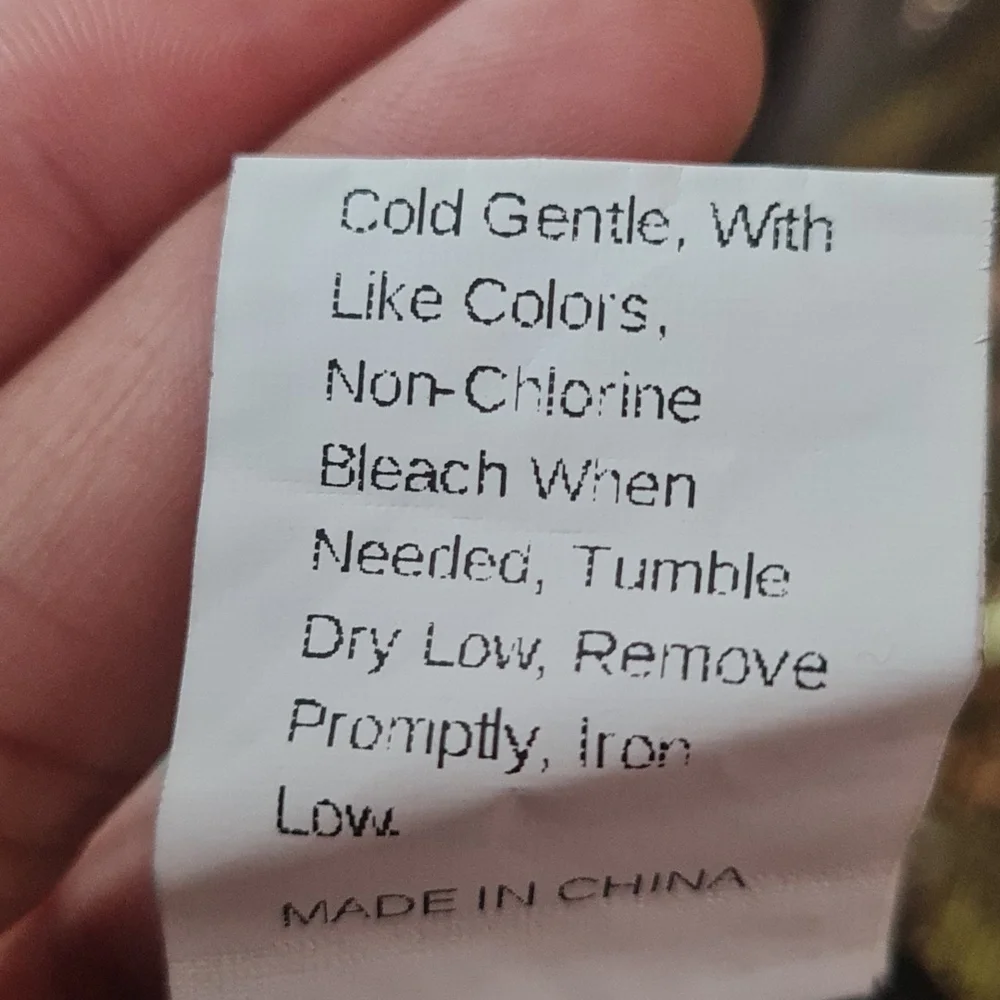 Cold Gentle, With
Like Colors,
Non-Chlorine
Bleach When
Needed, Tumble
Dry Low, Remove
Promptly, Iron
Low.
MADE IN CHINA